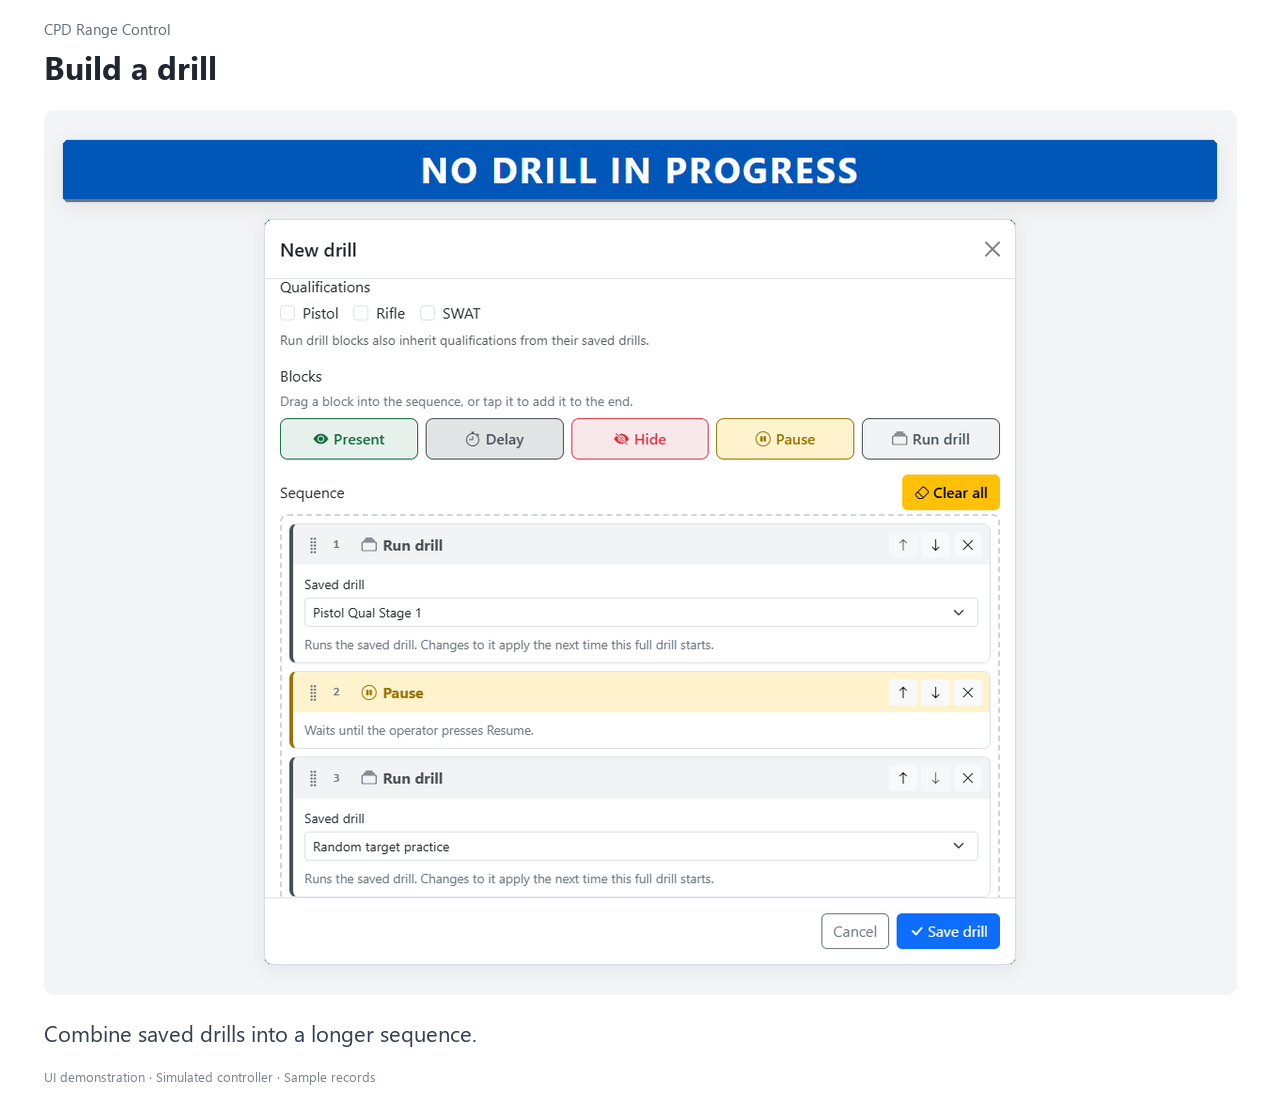 CPD Range Control
Build a drill
NO DRILL IN PROGRESS
New drill
Qualifications
Pistol Rifle SWAT
Run drill blocks also inherit qualifications from their saved drills.
Blocks
Drag a block into the sequence, or tap it to add it to the end.
Present Delay Hide Pause Run drill
Sequence Clear all
1 Run drill
Saved drill
Pistol Qual Stage 1
Runs the saved drill. Changes to it apply the next time this full drill starts.
2 Pause
Waits until the operator presses Resume.
3 Run drill
Saved drill
Random target practice
Runs the saved drill. Changes to it apply the next time this full drill starts.
Cancel Save drill
Combine saved drills into a longer sequence.
UI demonstration · Simulated controller · Sample records